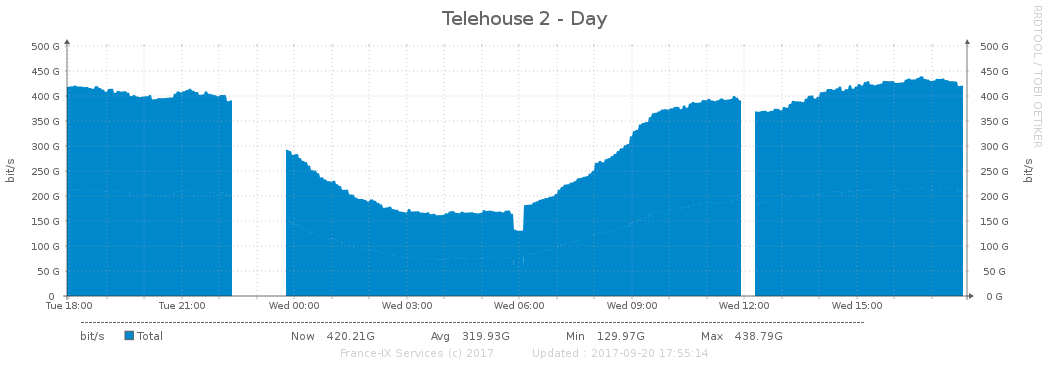 Telehouse 2 - Day
RRDTOOL / TOBI OETIKER
500 G 500 G
450 G 450 G
400 G 400 G
350 G 350 G
300 G 300 G
250 G 250 G
200 G 200 G
150 G 150 G
100 G 100 G
50 G 50 G
0 0 G
bit/s bit/s
Tue 18:00 Tue 21:00 Wed 00:00 Wed 03:00 Wed 06:00 Wed 09:00 Wed 12:00 Wed 15:00
bit/s Total Now 420.21G Avg 319.93G Min 129.97G Max 438.79G
France-IX Services (c) 2017 Updated : 2017-09-20 17:55:14